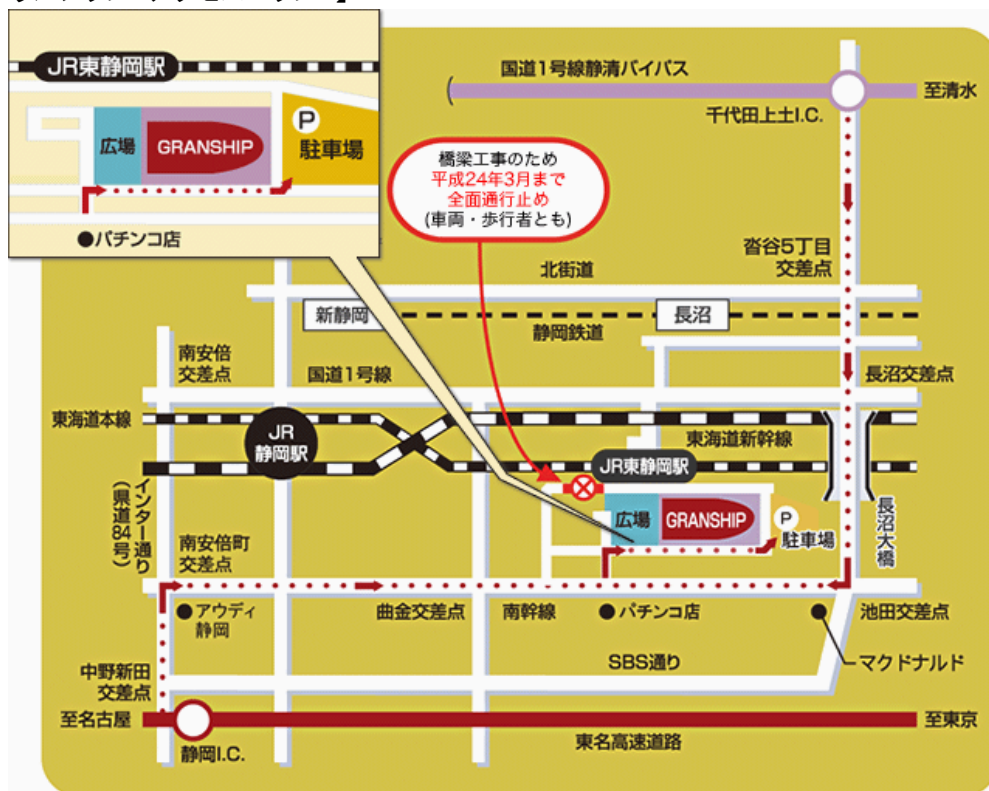 JR東静岡駅
広場
GRANSHIP
P
駐車場
●パチンコ店
国道1号線静清バイパス
至清水
千代田上土I.C.
橋梁工事のため
平成24年3月まで
全面通行止め
(車両・歩行者とも)
沓谷5丁目
交差点
北街道
新静岡
長沼
静岡鉄道
南安倍
交差点
国道1号線
長沼交差点
東海道本線
JR
静岡駅
東海道新幹線
JR東静岡駅
インター通り
(県道84号)
広場
GRANSHIP
P
駐車場
長沼大橋
南安倍町
交差点
●アウディ
静岡
曲金交差点
南幹線
●パチンコ店
池田交差点
SBS通り
マクドナルド
中野新田
交差点
至名古屋
至東京
東名高速道路
静岡I.C.